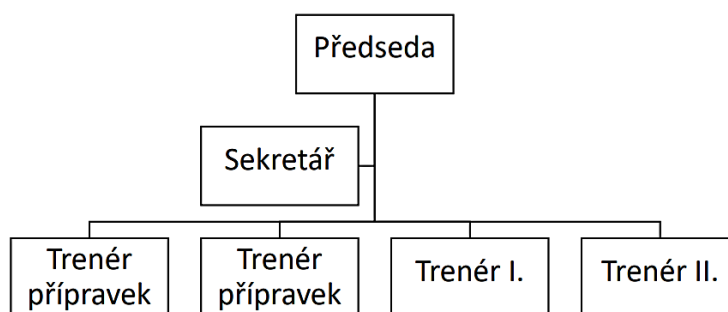 Předseda
Sekretář
Trenér
přípravek
Trenér
přípravek
Trenér I.
Trenér II.